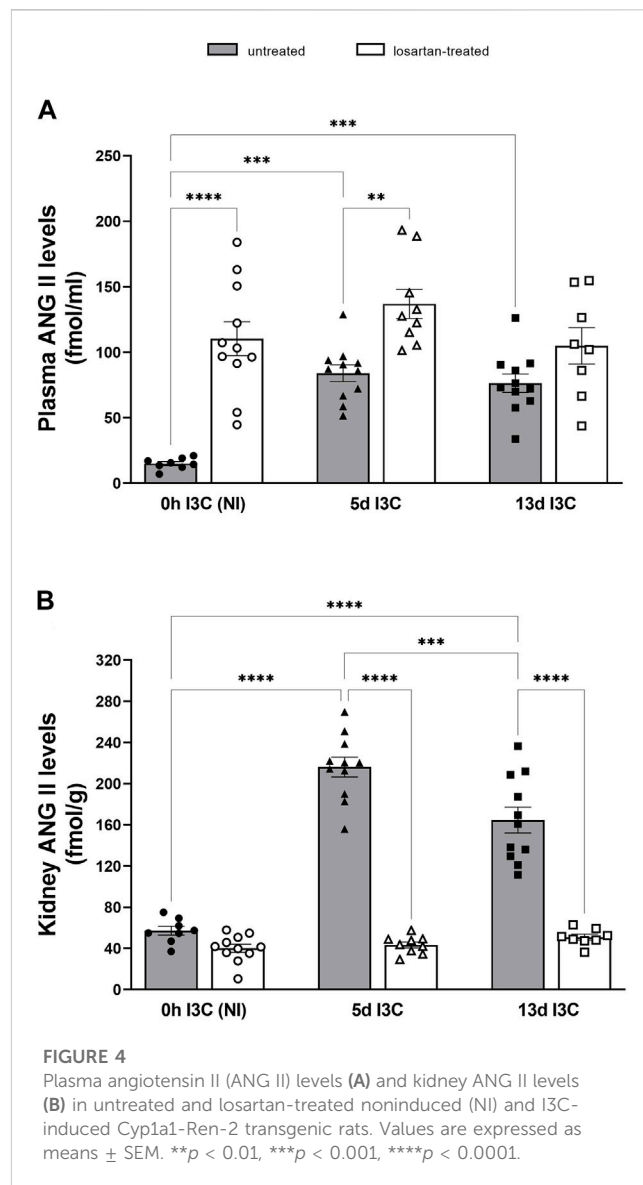 untreated
losartan-treated
A
Plasma ANG II levels
(fmol/ml)
250
200
150
100
50
0
***
***
****
**
0h I3C (NI)
5d I3C
13d I3C
B
Kidney ANG II levels
(fmol/g)
320
280
240
200
160
120
80
40
0
****
***
****
****
****
0h I3C (NI)
5d I3C
13d I3C
FIGURE 4
Plasma angiotensin II (ANG II) levels (A) and kidney ANG II levels
(B) in untreated and losartan-treated noninduced (NI) and I3C-
induced Cyp1a1-Ren-2 transgenic rats. Values are expressed as
means ± SEM. **p < 0.01, ***p < 0.001, ****p < 0.0001.